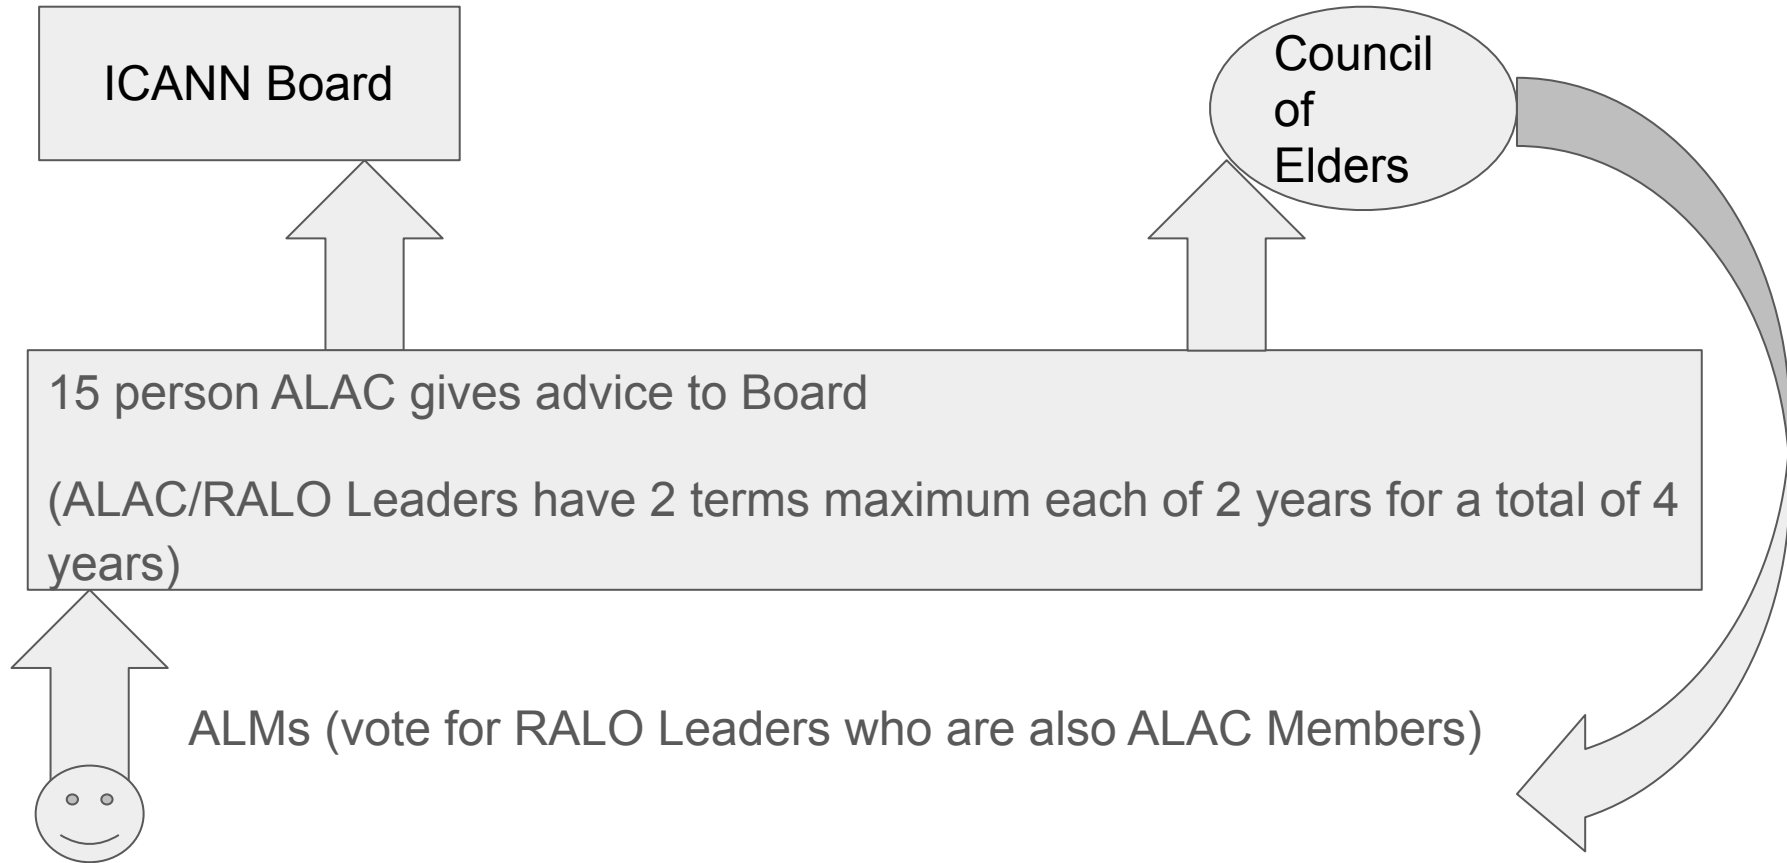 ICANN Board
Council
of
Elders
15 person ALAC gives advice to Board
(ALAC/RALO Leaders have 2 terms maximum each of 2 years for a total of 4
years)
ALMs (vote for RALO Leaders who are also ALAC Members)